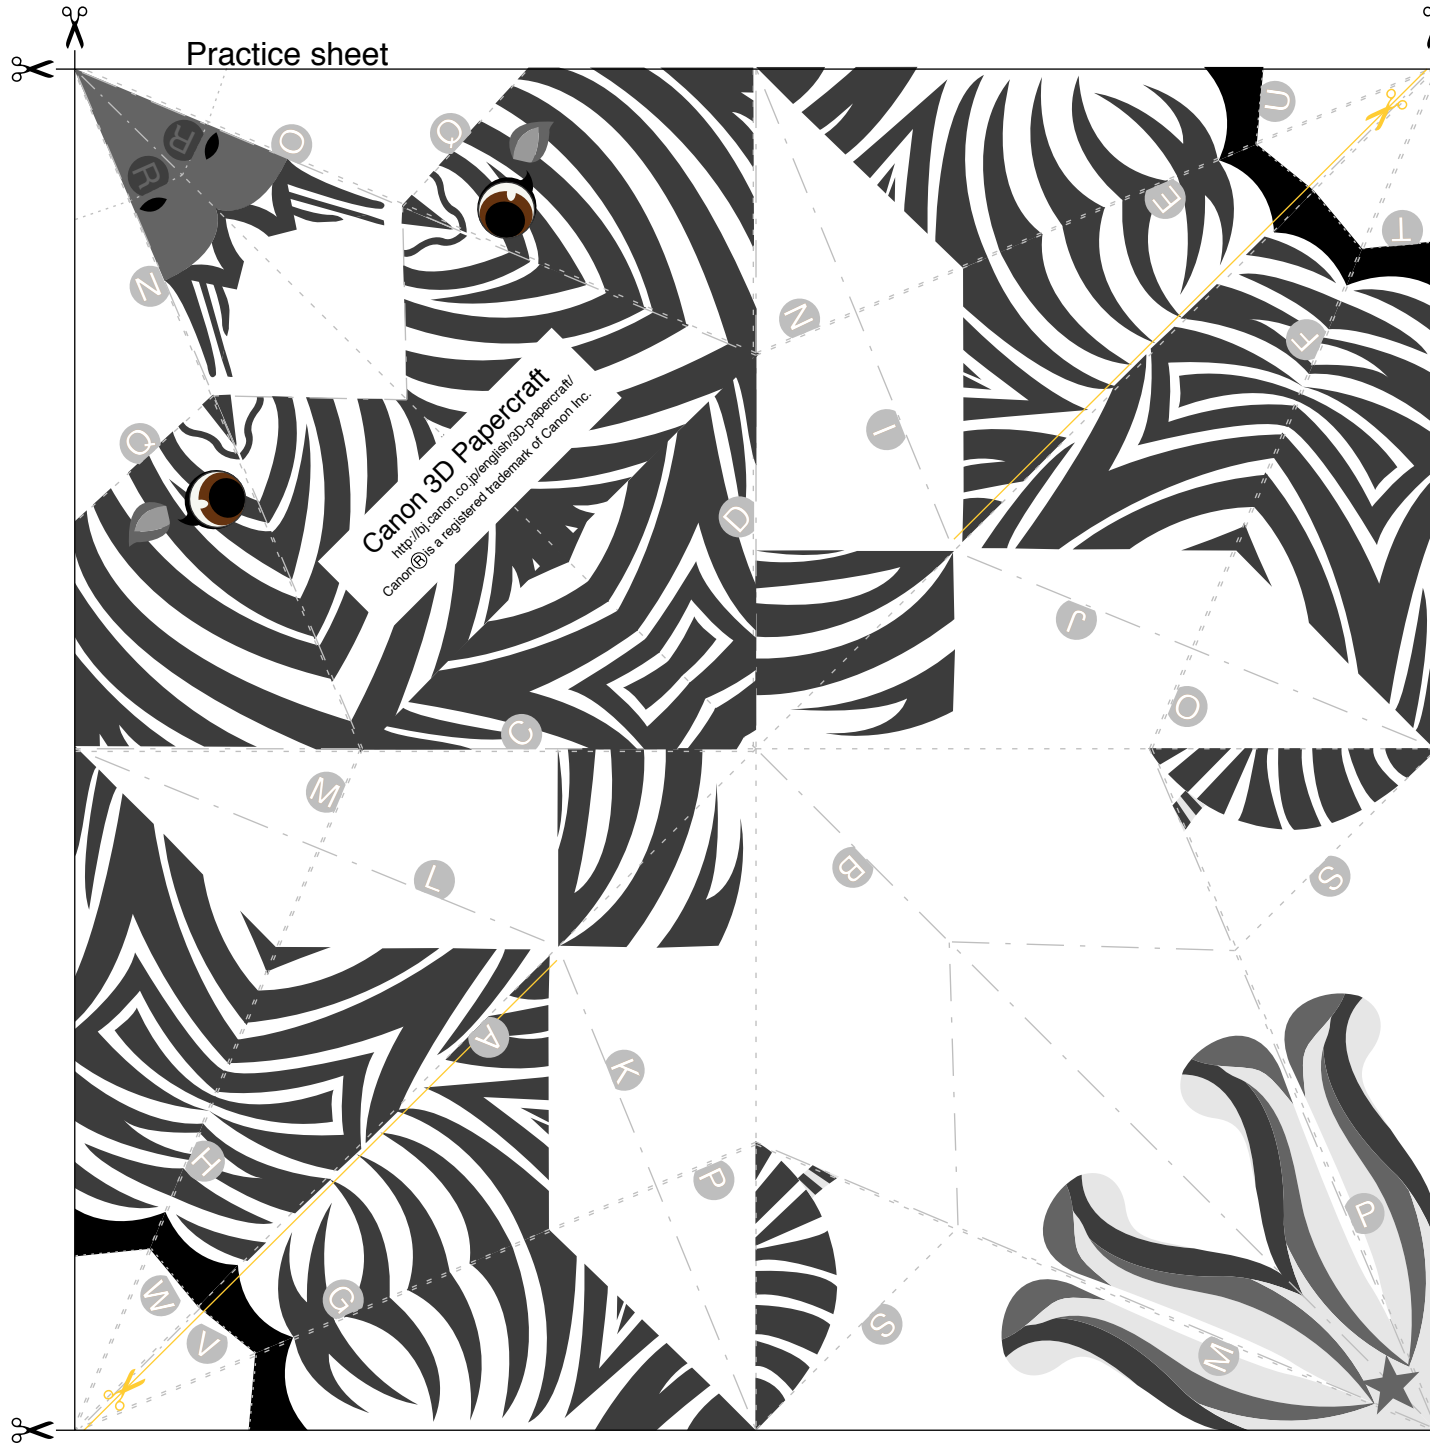 Practice sheet
U
R
O
Q
R
E
T
N
N
F
Q
I
Canon 3D Papercraft
http://bj.canon.co.jp/english/3D-papercraft/
Canon®is a registered trademark of Canon Inc.
D
J
O
C
M
L
B
S
A
K
H
P
P
W
G
S
V
M